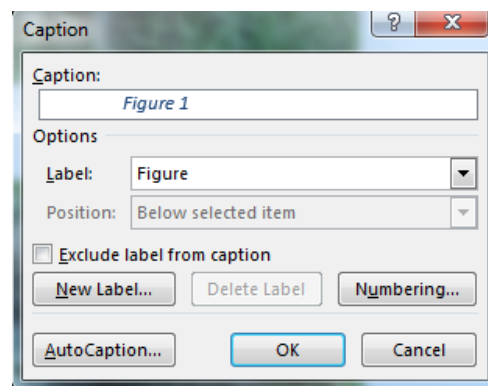 Caption
?
X
Caption:
Figure 1
Options
Label: Figure
Position: Below selected item
Exclude label from caption
New Label... Delete Label Numbering...
AutoCaption... OK Cancel